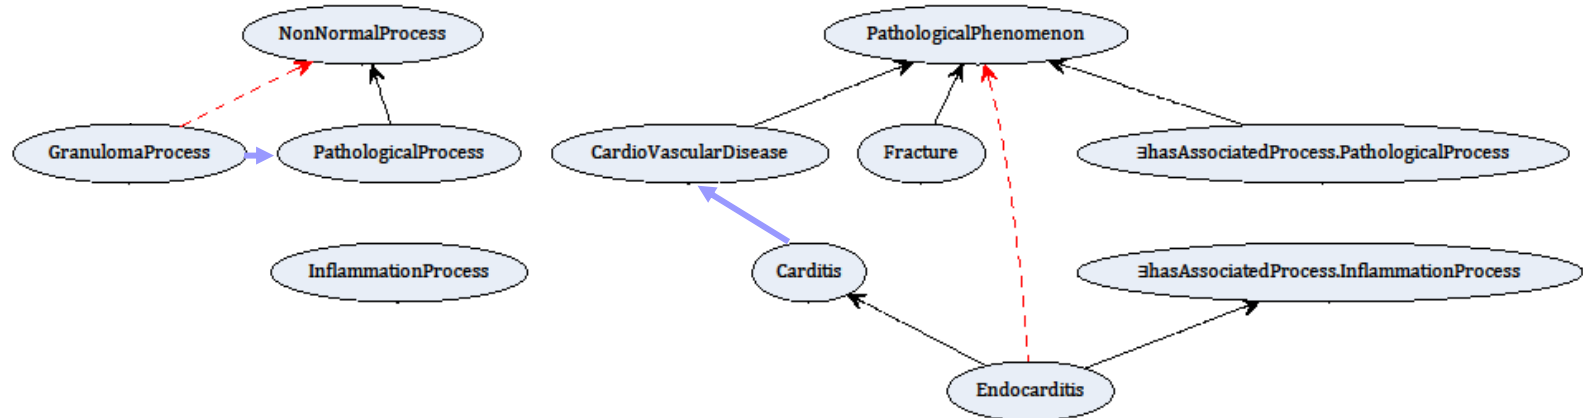 NonNormalProcess
PathologicalPhenomenon
GranulomaProcess
PathologicalProcess
CardioVascularDisease
Fracture
∃hasAssociatedProcess.PathologicalProcess
InflammationProcess
Carditis
∃hasAssociatedProcess.InflammationProcess
Endocarditis